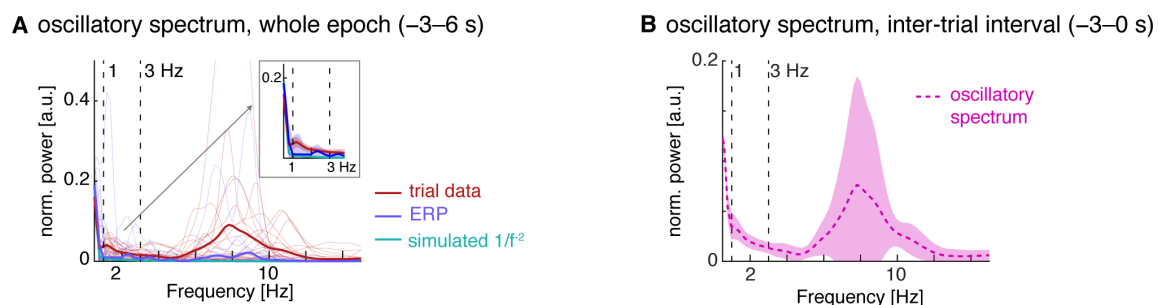 A oscillatory spectrum, whole epoch (−3–6 s)
norm. power [a.u.]
0.4
0.2
0
1
3 Hz
0.2
1
3 Hz
trial data
ERP
simulated 1/f⁻²
2
10
Frequency [Hz]
B oscillatory spectrum, inter-trial interval (−3–0 s)
norm. power [a.u.]
0.2
0
1
3 Hz
oscillatory
spectrum
2
10
Frequency [Hz]